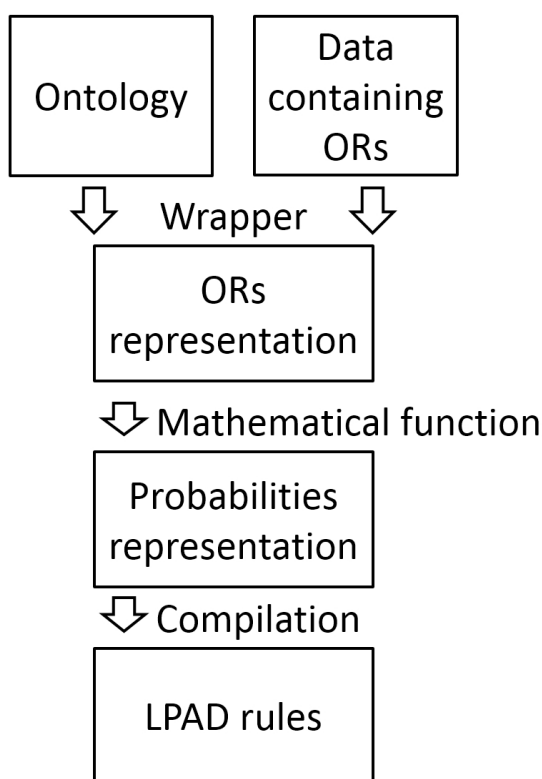 Ontology
Data
containing
ORs
Wrapper
ORs
representation
Mathematical function
Probabilities
representation
Compilation
LPAD rules